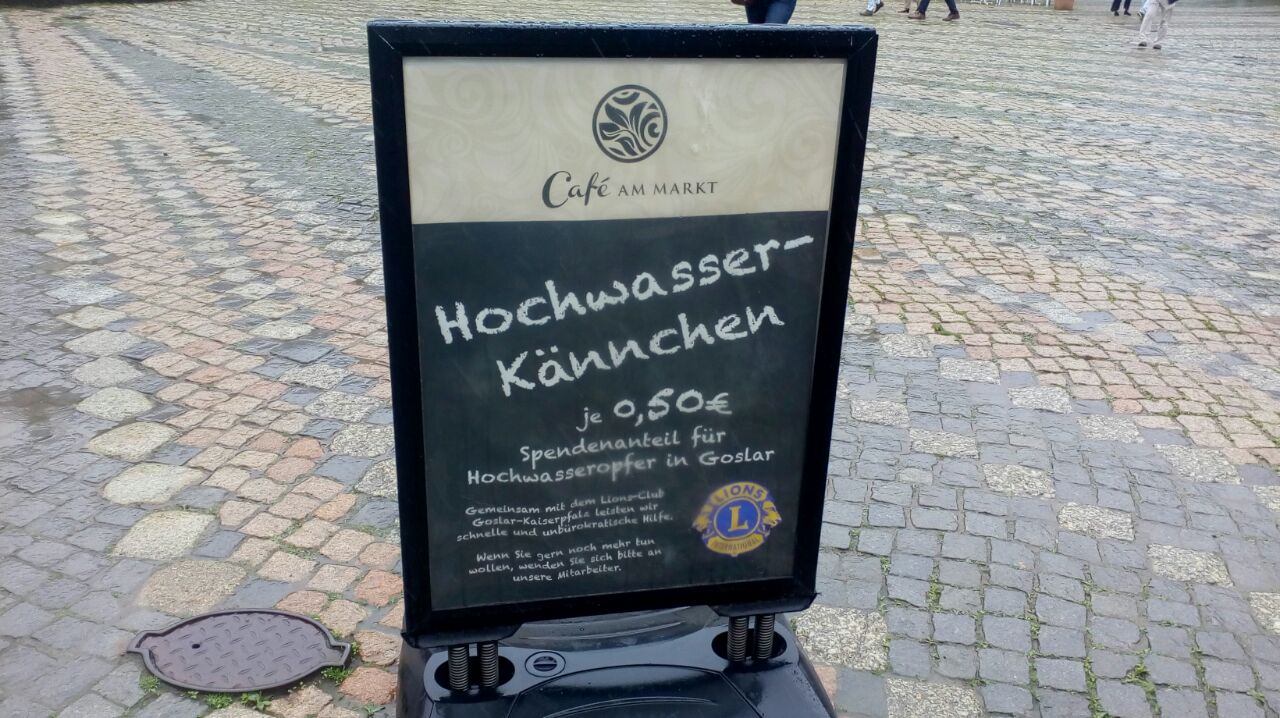 Café AM MARKT
Hochwasser-
Kännchen
je 0,50€
Spendenanteil für
Hochwasseropfer in Goslar
Gemeinsam mit dem Lions-Club
Goslar-Kaiserpfalz leisten wir
schnelle und unbürokratische Hilfe.
Wenn Sie gern noch mehr tun
wollen, wenden Sie sich bitte an
unsere Mitarbeiter.
LIONS
L
INTERNATIONAL